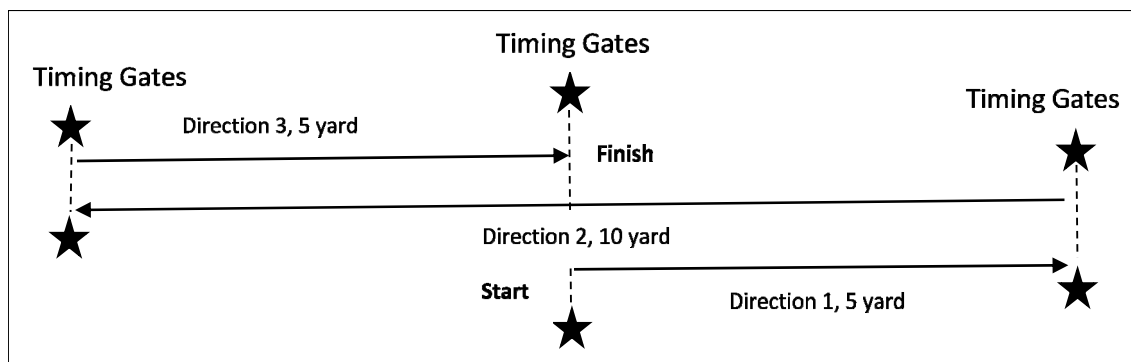 Timing Gates
Timing Gates
Timing Gates
Direction 3, 5 yard
Finish
Direction 2, 10 yard
Start
Direction 1, 5 yard